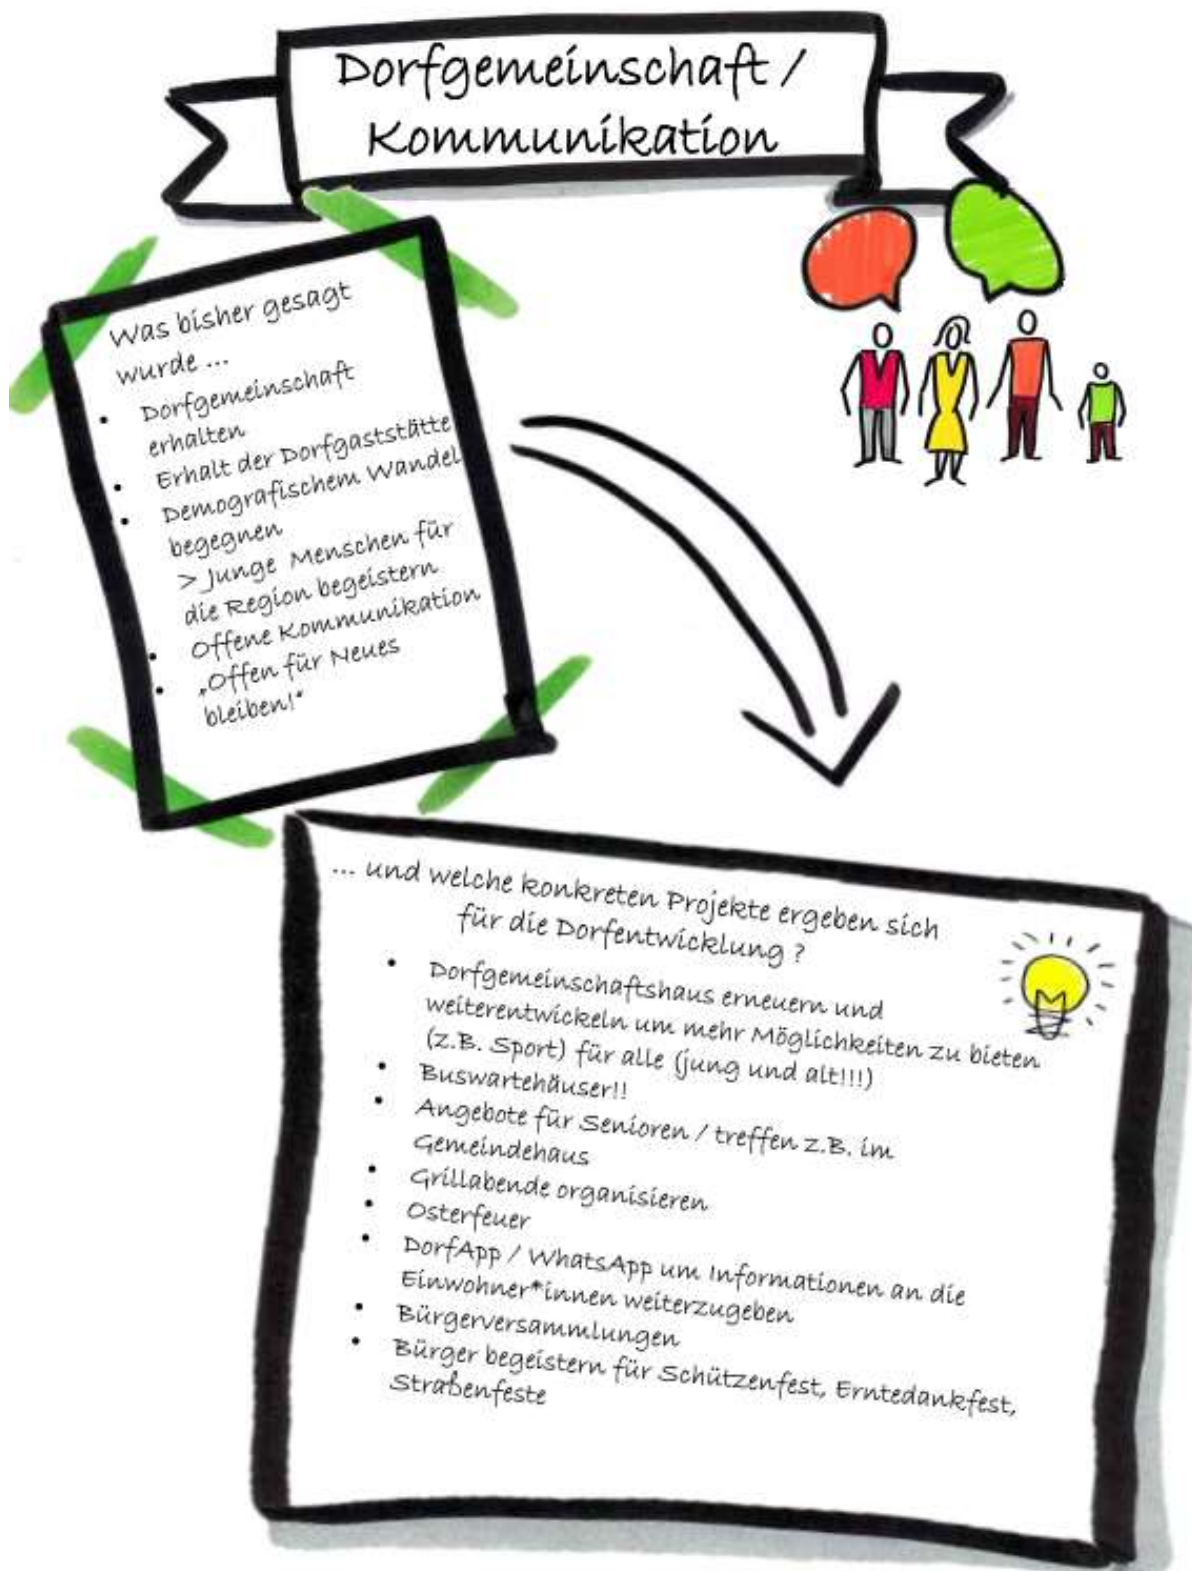 Dorfgemeinschaft /
Kommunikation
Was bisher gesagt
wurde ...
• Dorfgemeinschaft
erhalten
• Erhalt der Dorfgaststätte
• Demografischem Wandel
begegnen
> Junge Menschen für
die Region begeistern
• Offene Kommunikation
• „Offen für Neues
bleiben!“
... und welche konkreten Projekte ergeben sich
für die Dorfentwicklung ?
• Dorfgemeinschaftshaus erneuern und
weiterentwickeln um mehr Möglichkeiten zu bieten
(z.B. Sport) für alle (jung und alt!!!)
• Buswartehäuser!!
• Angebote für Senioren / treffen z.B. im
Gemeindehaus
• Grillabende organisieren
• Osterfeuer
• DorfApp / WhatsApp um Informationen an die
Einwohner*innen weiterzugeben
• Bürgerversammlungen
• Bürger begeistern für Schützenfest, Erntedankfest,
Straßenfeste